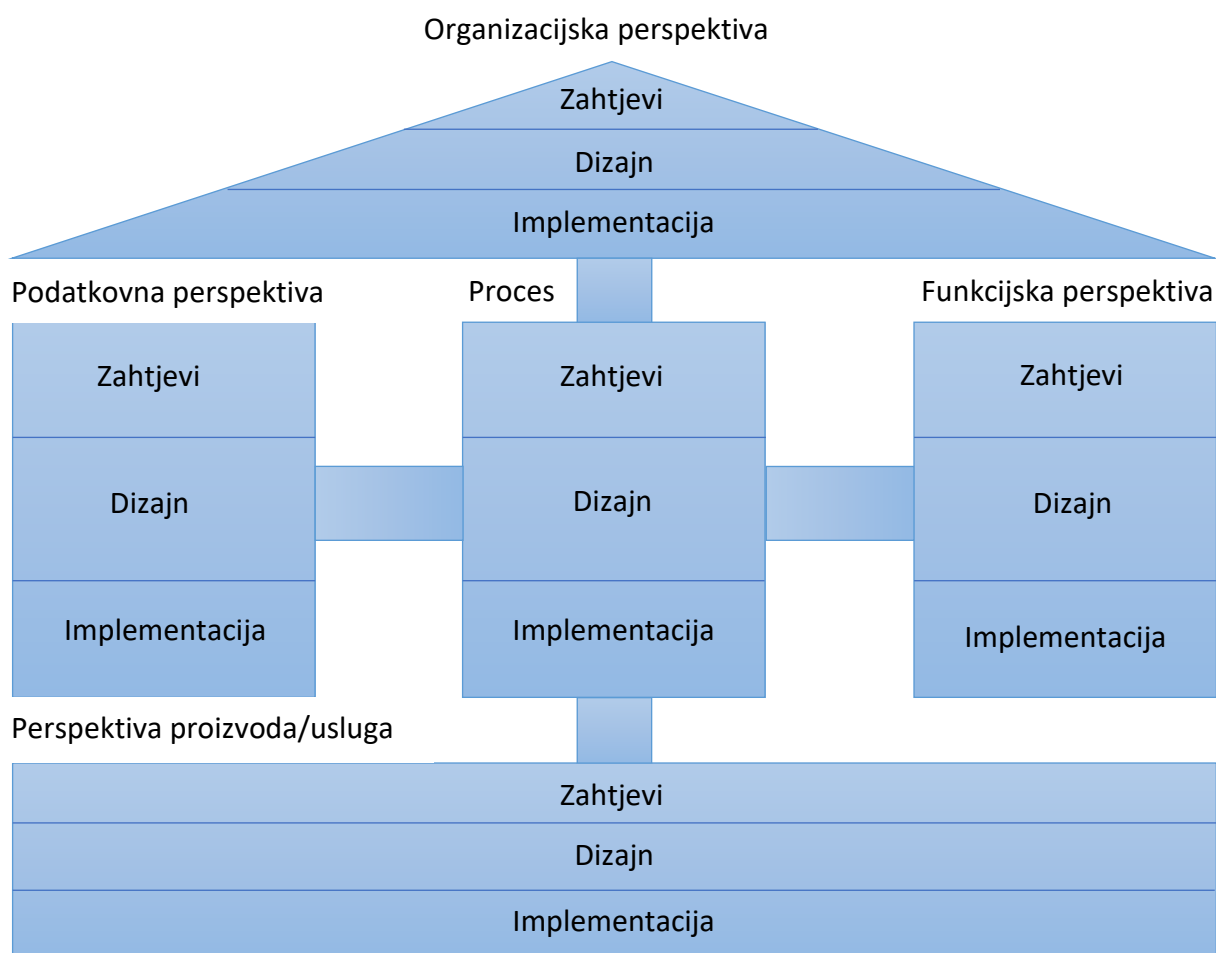 Organizacijska perspektiva
Zahtjevi
Dizajn
Implementacija
Podatkovna perspektiva
Zahtjevi
Dizajn
Implementacija
Proces
Zahtjevi
Dizajn
Implementacija
Funkcijska perspektiva
Zahtjevi
Dizajn
Implementacija
Perspektiva proizvoda/usluga
Zahtjevi
Dizajn
Implementacija